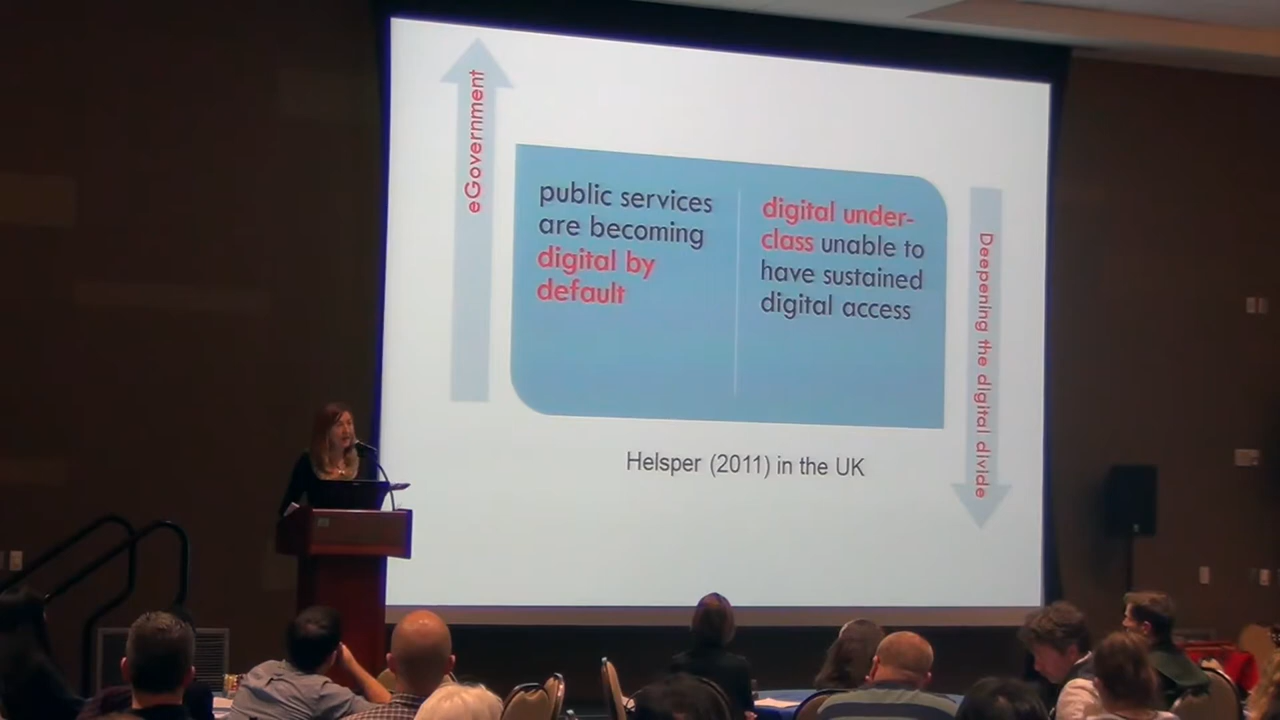 eGovernment
public services
are becoming
digital by
default
digital under-
class unable to
have sustained
digital access
Deepening the digital divide
Helsper (2011) in the UK